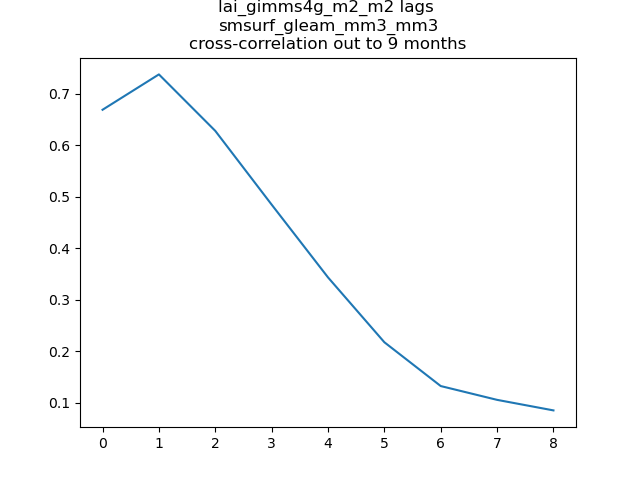 lai_gimms4g_m2_m2 lags
smsurf_gleam_mm3_mm3
cross-correlation out to 9 months
0.7
0.6
0.5
0.4
0.3
0.2
0.1
0 1 2 3 4 5 6 7 8